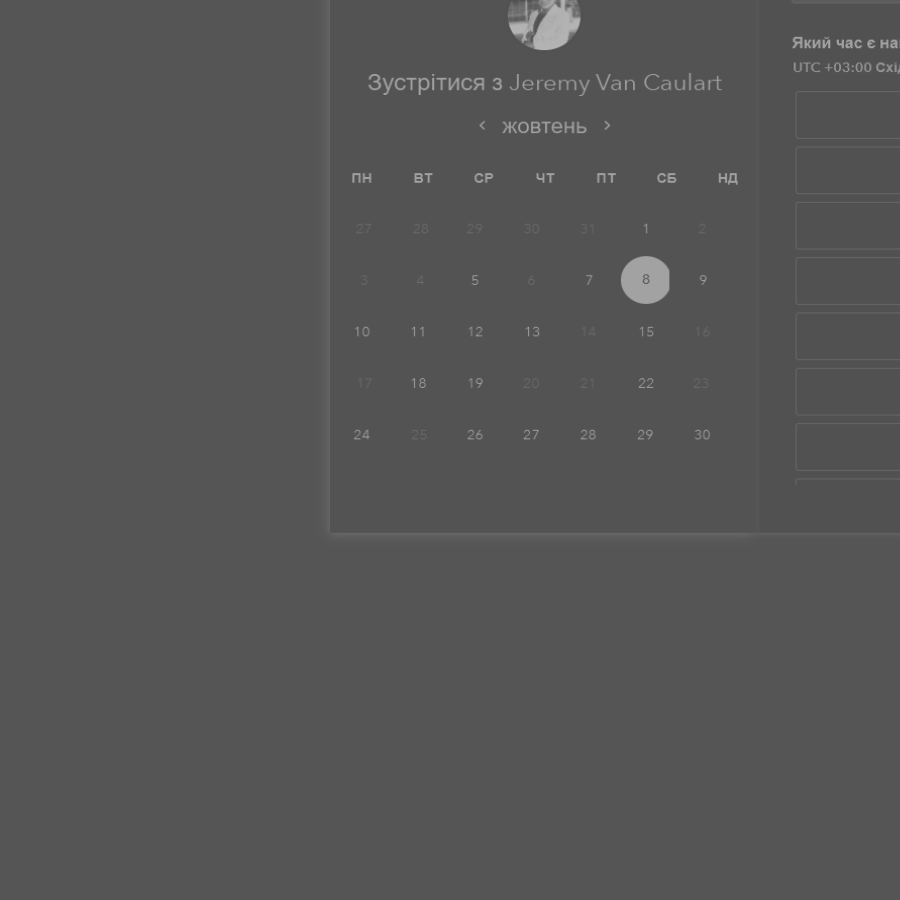 Зустрітися з Jeremy Van Caulart
жовтень
ПН ВТ СР ЧТ ПТ СБ НД
27 28 29 30 31 1 2
3 4 5 6 7 8 9
10 11 12 13 14 15 16
17 18 19 20 21 22 23
24 25 26 27 28 29 30
Який час є на
UTC +03:00 Схі